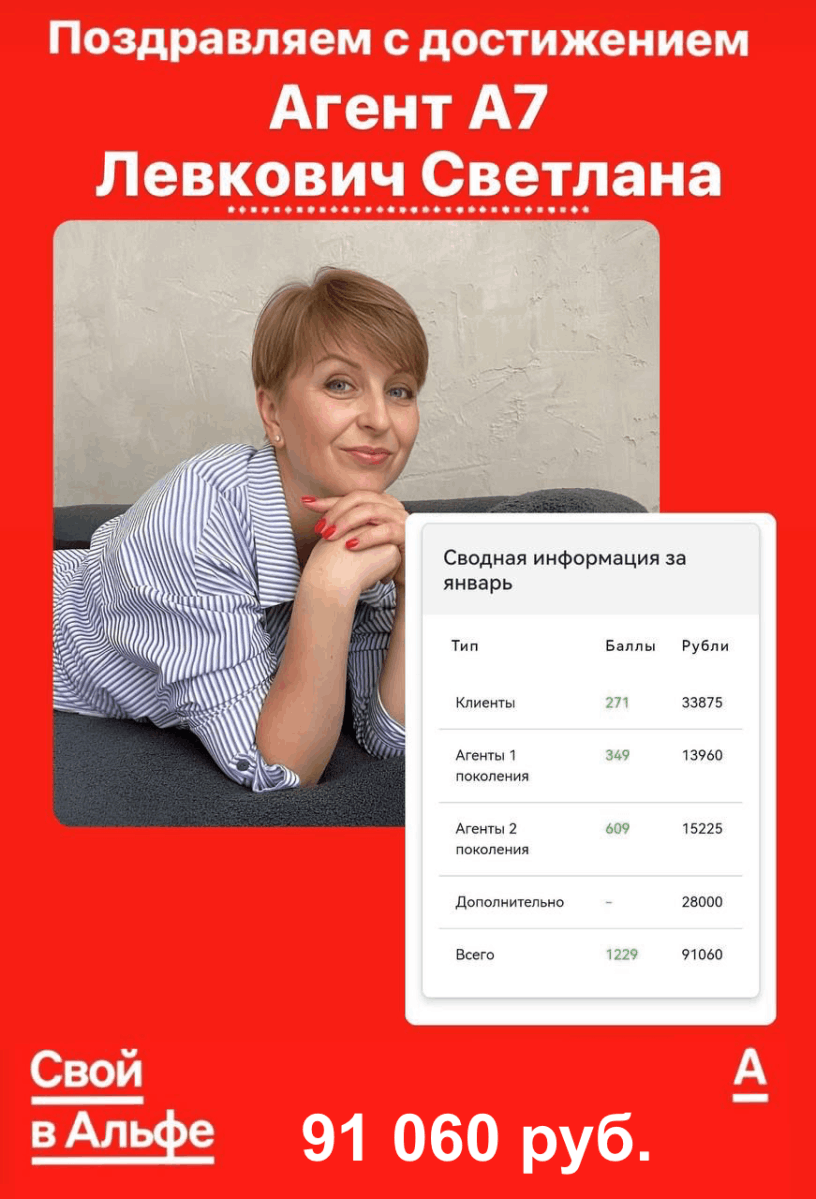 Поздравляем с достижением
Агент А7
Левкович Светлана
Сводная информация за
январь
Тип Баллы Рубли
Клиенты 271 33875
Агенты 1
поколения 349 13960
Агенты 2
поколения 609 15225
Дополнительно – 28000
Всего 1229 91060
Свой
в Альфе
А
91 060 руб.